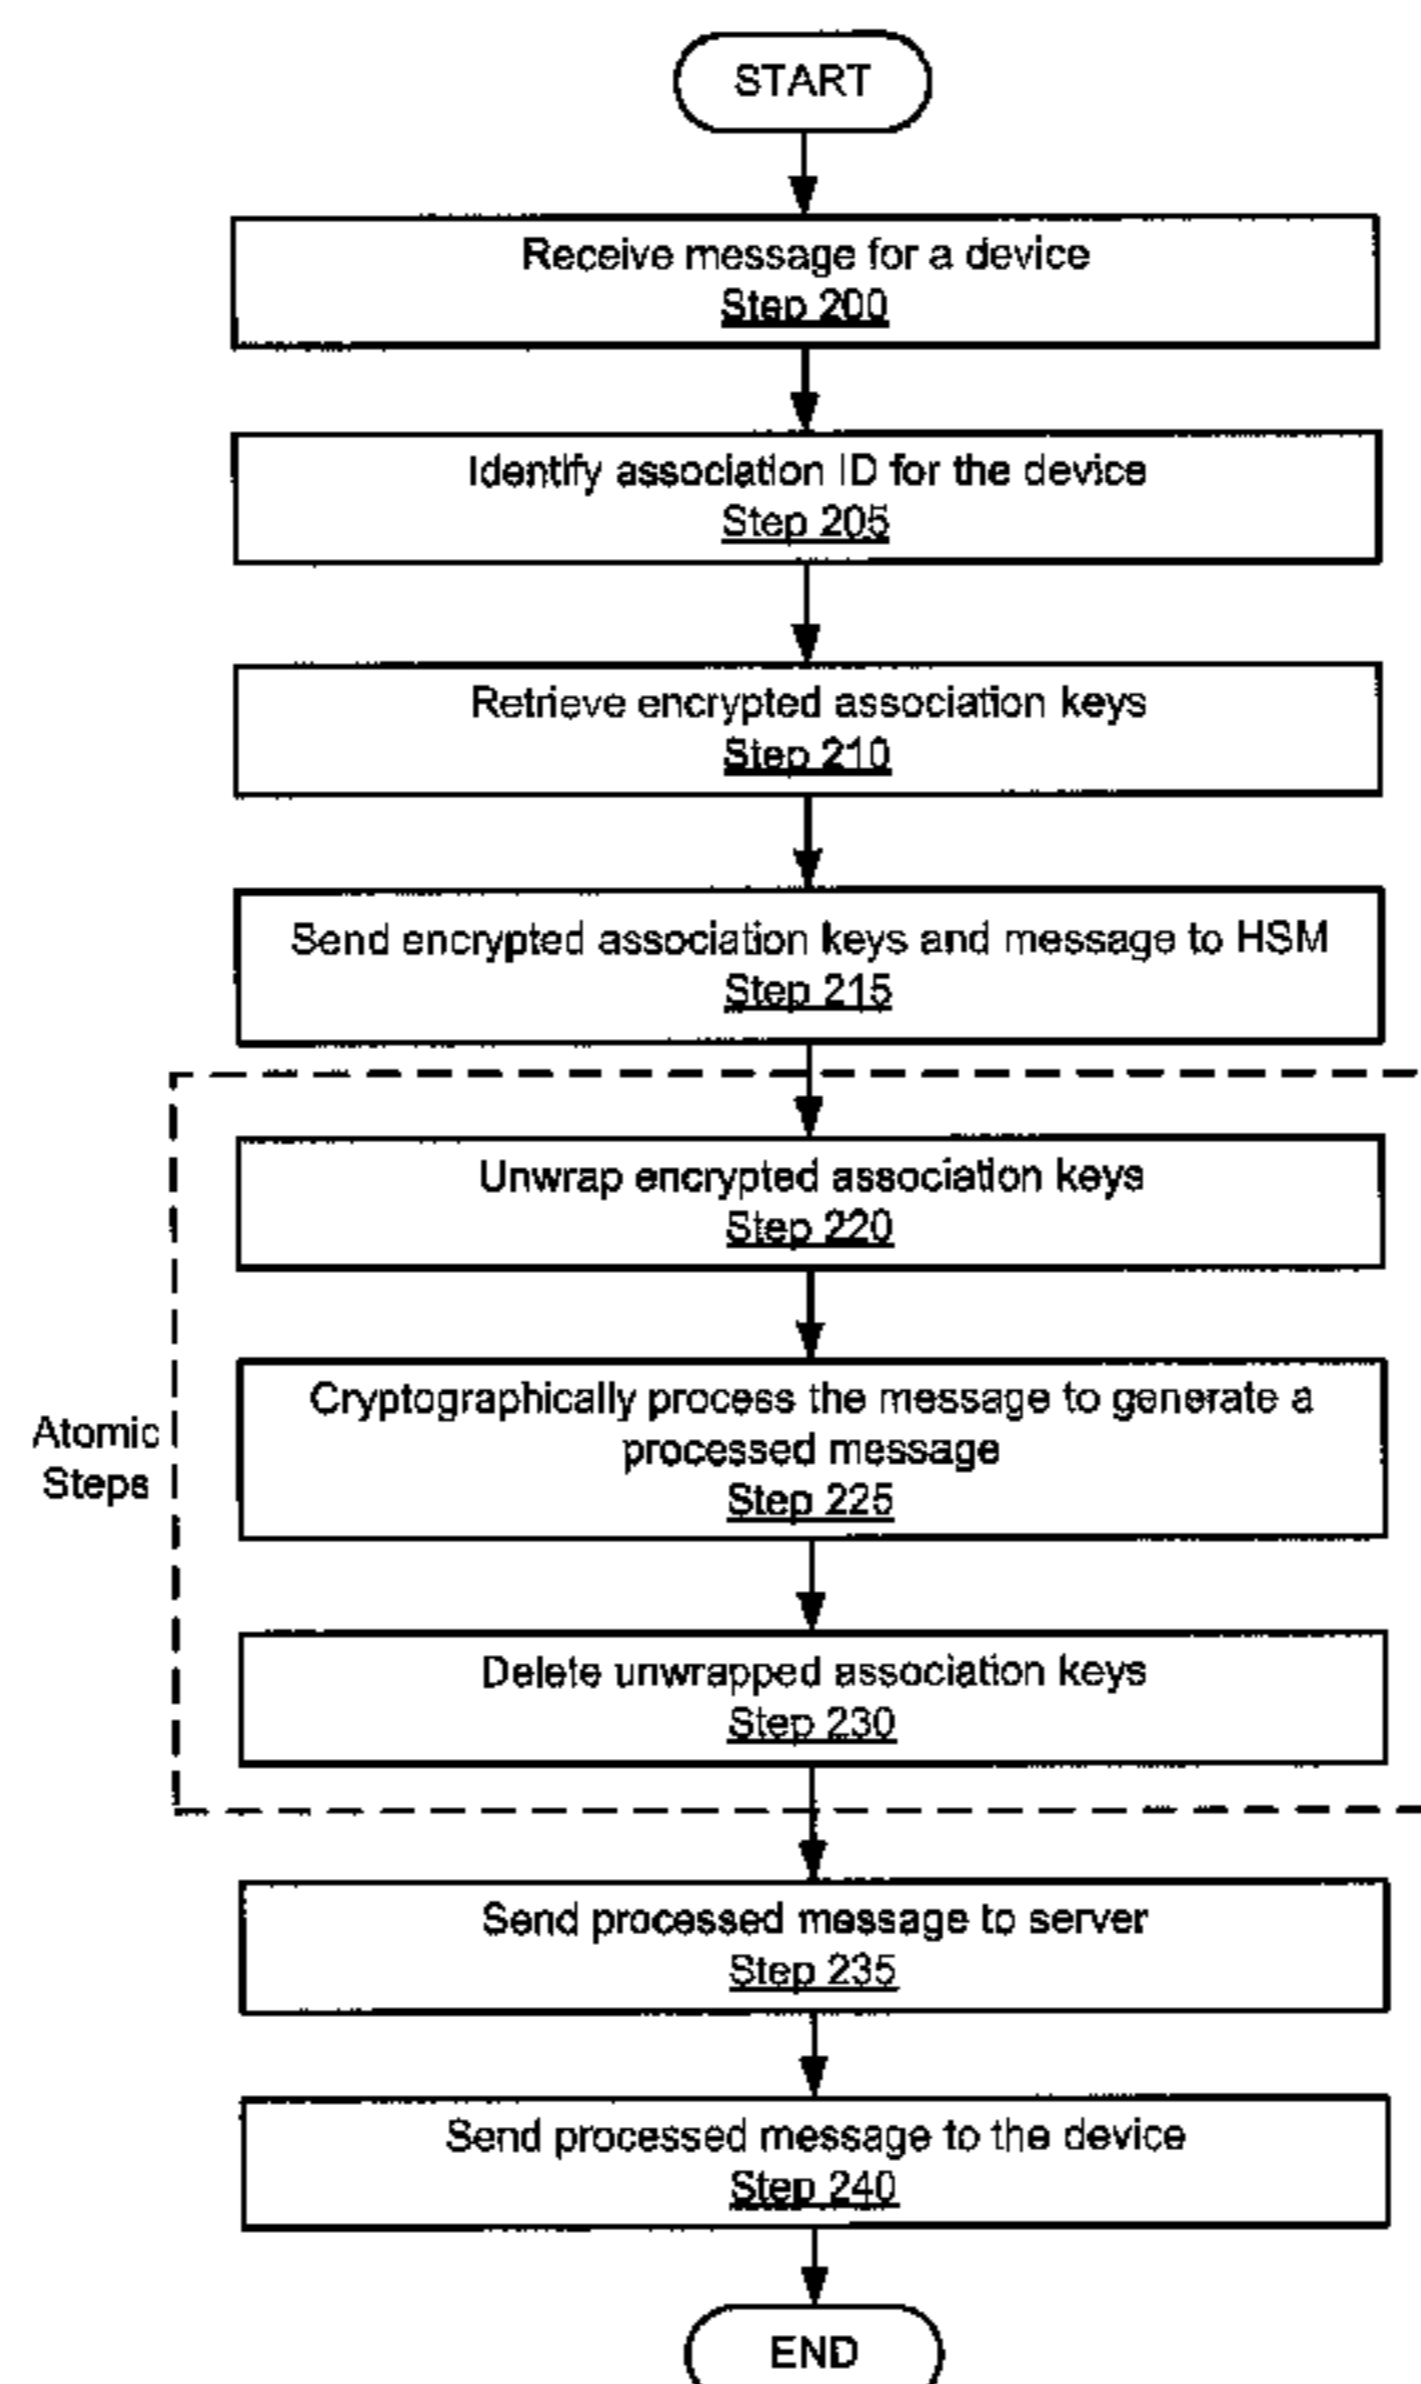 START
Receive message for a device
Step 200
Identify association ID for the device
Step 205
Retrieve encrypted association keys
Step 210
Send encrypted association keys and message to HSM
Step 215
Unwrap encrypted association keys
Step 220
Cryptographically process the message to generate a
processed message
Step 225
Atomic
Steps
Delete unwrapped association keys
Step 230
Send processed message to server
Step 235
Send processed message to the device
Step 240
END